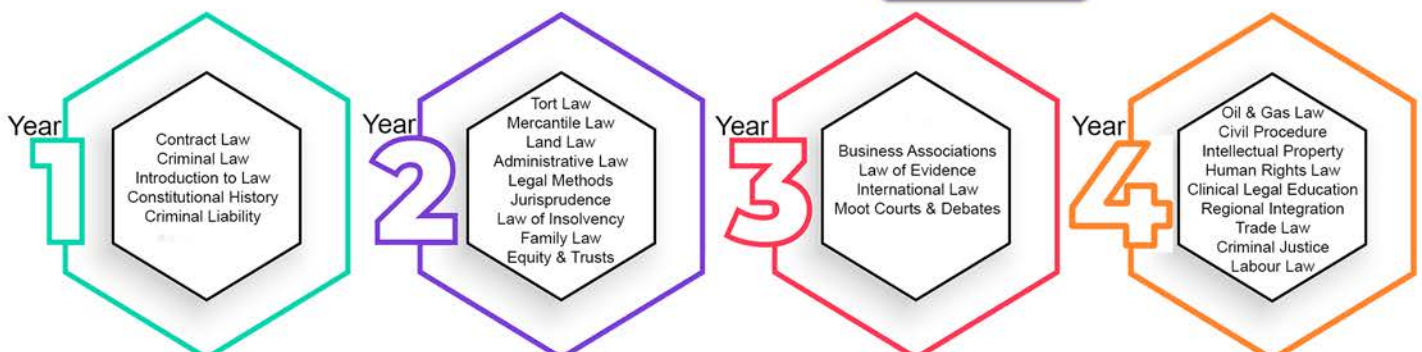 Year
1
Contract Law
Criminal Law
Introduction to Law
Constitutional History
Criminal Liability
Year
2
Tort Law
Mercantile Law
Land Law
Administrative Law
Legal Methods
Jurisprudence
Law of Insolvency
Family Law
Equity & Trusts
Year
3
Business Associations
Law of Evidence
International Law
Moot Courts & Debates
Year
4
Oil & Gas Law
Civil Procedure
Intellectual Property
Human Rights Law
Clinical Legal Education
Regional Integration
Trade Law
Criminal Justice
Labour Law